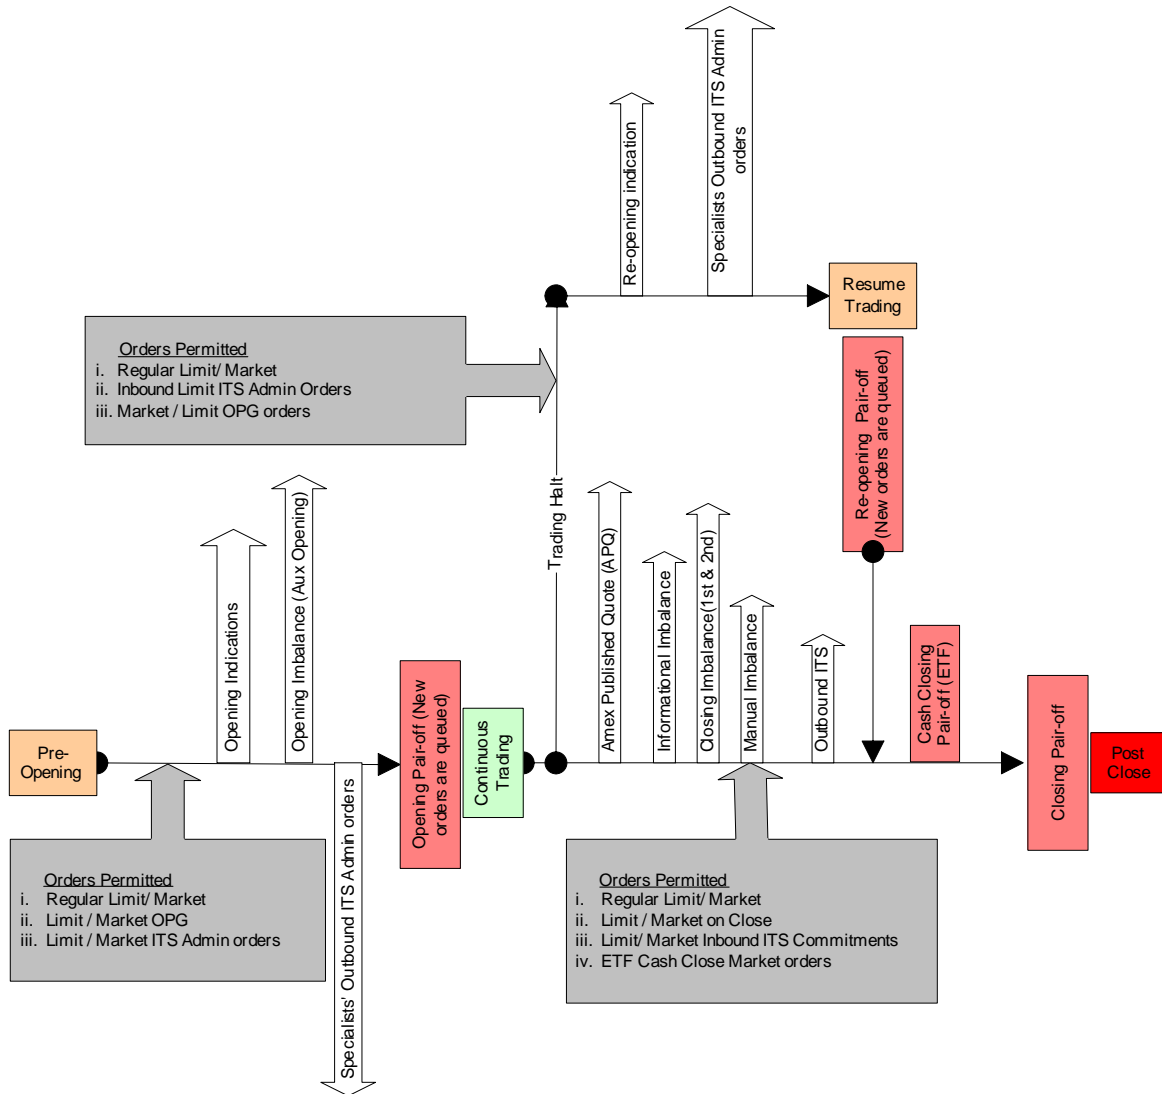 Specialists Outbound ITS Admin
orders
Re-opening indication
Resume
Trading
Orders Permitted
i. Regular Limit/ Market
ii. Inbound Limit ITS Admin Orders
iii. Market / Limit OPG orders
Re-opening Pair-off
(New orders are queued)
Trading Halt
Opening Indications
Opening Imbalance (Aux Opening)
Amex Published Quote (APQ)
Informational Imbalance
Closing Imbalance(1st & 2nd)
Manual Imbalance
Outbound ITS
Cash Closing
Pair-off (ETF)
Pre-
Opening
Opening Pair-off (New
orders are queued)
Continuous
Trading
Closing Pair-off
Post
Close
Specialists' Outbound ITS Admin orders
Orders Permitted
i. Regular Limit/ Market
ii. Limit / Market OPG
iii. Limit / Market ITS Admin orders
Orders Permitted
i. Regular Limit/ Market
ii. Limit / Market on Close
iii. Limit/ Market Inbound ITS Commitments
iv. ETF Cash Close Market orders